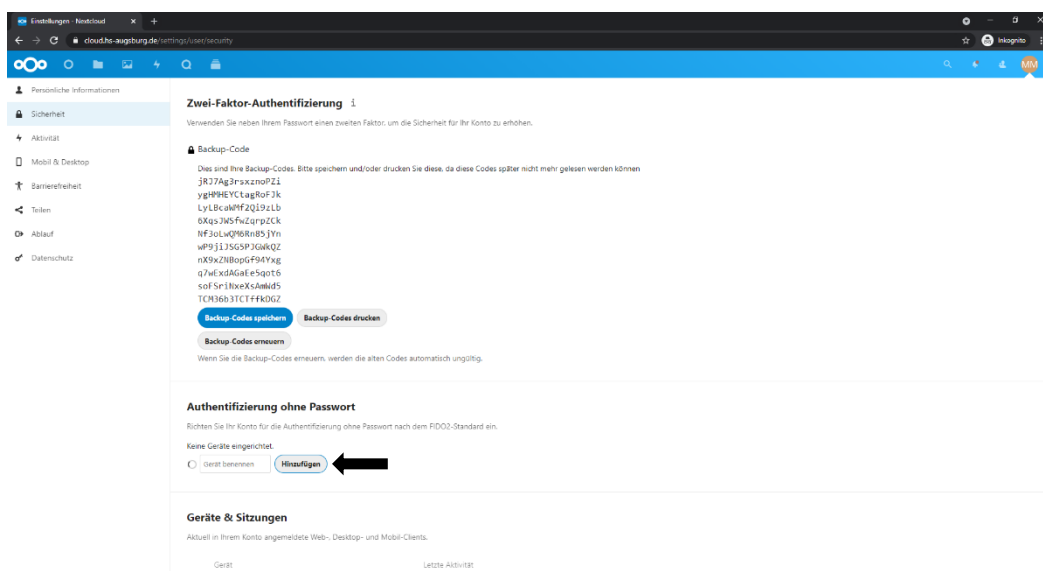 Einstellungen - Nextcloud
cloud.hs-augsburg.de/settings/user/security
Inkognito
MM
Persönliche Informationen
Sicherheit
Aktivität
Mobil & Desktop
Barrierefreiheit
Teilen
Ablauf
Datenschutz
Zwei-Faktor-Authentifizierung i
Verwenden Sie neben Ihrem Passwort einen zweiten Faktor, um die Sicherheit für Ihr Konto zu erhöhen.
Backup-Code
Dies sind Ihre Backup-Codes. Bitte speichern und/oder drucken Sie diese, da diese Codes später nicht mehr gelesen werden können
jRJ7Ag3rsxznoPZi
ygHMHEYCtagRoFJk
LyLBcaWMf2Qi9zLb
6XqsJWSfwZqrpZCk
Nf3oLwQM6Rn85jYn
wP9jiJSG5PJGWkQZ
nX9xZNBopGf94Yxg
q7wExdAGaEe5qot6
soFSriNxeXsAmWd5
TCM36b3TCTffkDGZ
Backup-Codes speichern Backup-Codes drucken
Backup-Codes erneuern
Wenn Sie die Backup-Codes erneuern, werden die alten Codes automatisch ungültig.
Authentifizierung ohne Passwort
Richten Sie Ihr Konto für die Authentifizierung ohne Passwort nach dem FIDO2-Standard ein.
Keine Geräte eingerichtet.
Gerät benennen Hinzufügen
Geräte & Sitzungen
Aktuell in Ihrem Konto angemeldete Web-, Desktop- und Mobil-Clients.
Gerät Letzte Aktivität